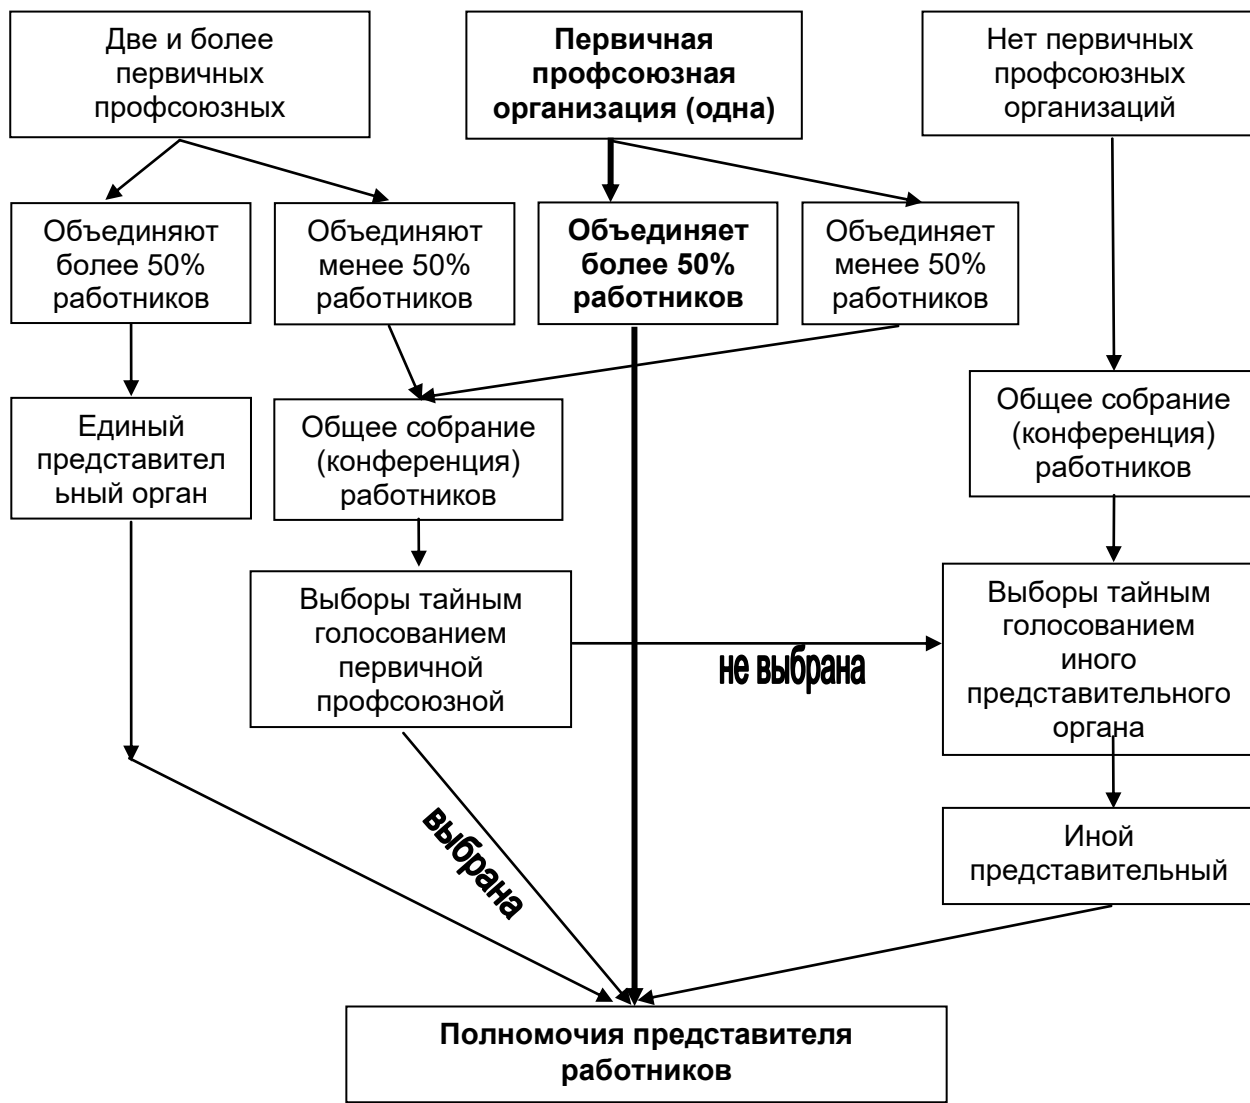 Две и более
первичных
профсоюзных
Первичная
профсоюзная
организация (одна)
Нет первичных
профсоюзных
организаций
Объединяют
более 50%
работников
Объединяют
менее 50%
работников
Объединяет
более 50%
работников
Объединяет
менее 50%
работников
Единый
представител
ьный орган
Общее собрание
(конференция)
работников
Общее собрание
(конференция)
работников
Выборы тайным
голосованием
первичной
профсоюзной
не выбрана
Выборы тайным
голосованием
иного
представительного
органа
выбрана
Иной
представительный
Полномочия представителя
работников